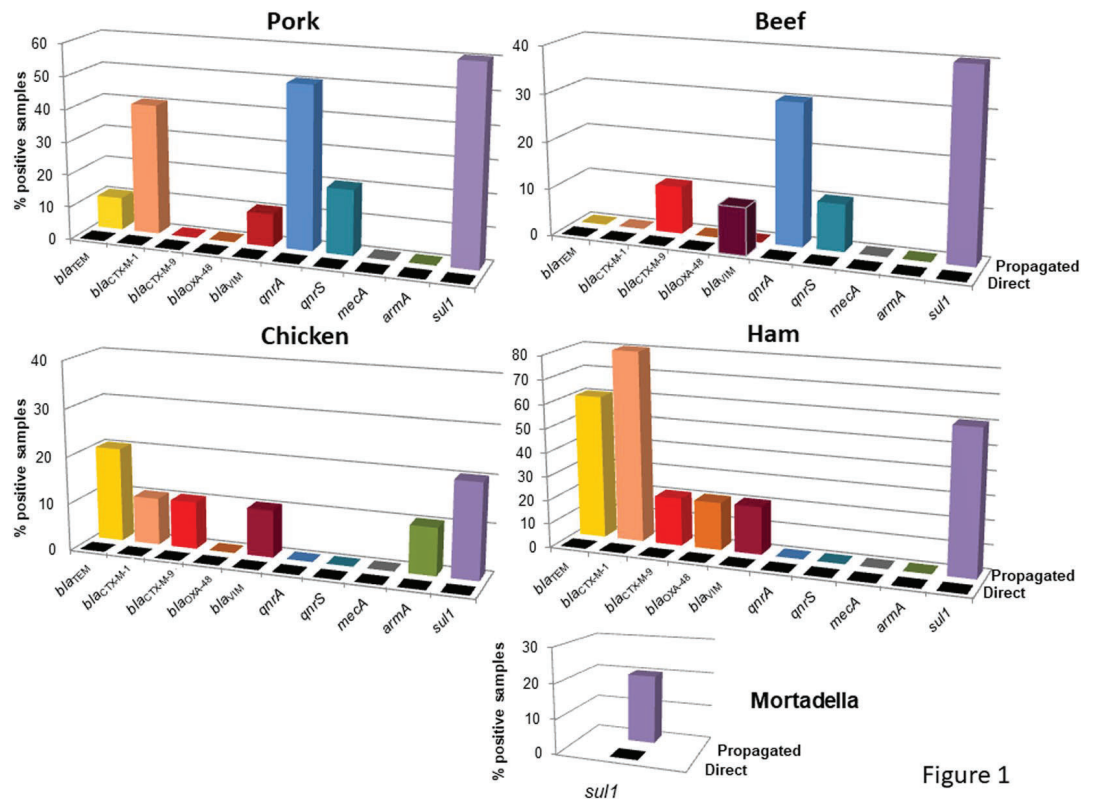 Pork
% positive samples
60
50
40
30
20
10
0
blaTEM
blaCTX-M-1
blaCTX-M-9
blaOXA-48
blaVIM
qnrA
qnrS
mecA
armA
sul1
Beef
40
30
20
10
0
blaTEM
blaCTX-M-1
blaCTX-M-9
blaOXA-48
blaVIM
qnrA
qnrS
mecA
armA
sul1
Propagated
Direct
Chicken
% positive samples
40
30
20
10
0
blaTEM
blaCTX-M-1
blaCTX-M-9
blaOXA-48
blaVIM
qnrA
qnrS
mecA
armA
sul1
Ham
80
70
60
50
40
30
20
10
0
blaTEM
blaCTX-M-1
blaCTX-M-9
blaOXA-48
blaVIM
qnrA
qnrS
mecA
armA
sul1
Propagated
Direct
% positive samples
30
20
10
0
sul1
Mortadella
Propagated
Direct
Figure 1